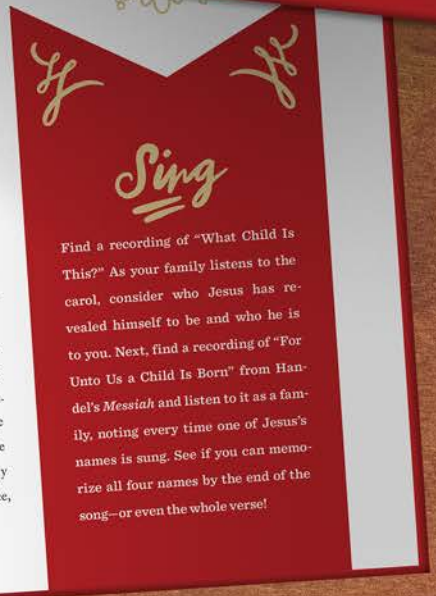 Sing
Find a recording of “What Child Is
This?” As your family listens to the
carol, consider who Jesus has re-
vealed himself to be and who he is
to you. Next, find a recording of “For
Unto Us a Child Is Born” from Han-
del’s Messiah and listen to it as a fam-
ily, noting every time one of Jesus’s
names is sung. See if you can memo-
rize all four names by the end of the
song—or even the whole verse!